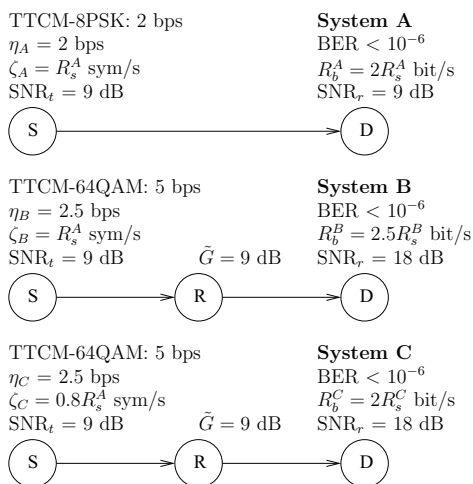 TTCM-8PSK: 2 bps System A
η_A = 2 bps BER < 10^{-6}
ζ_A = R_s^A sym/s R_b^A = 2R_s^A bit/s
SNR_t = 9 dB SNR_r = 9 dB
S D
TTCM-64QAM: 5 bps System B
η_B = 2.5 bps BER < 10^{-6}
ζ_B = R_s^A sym/s R_b^B = 2.5R_s^B bit/s
SNR_t = 9 dB G̃ = 9 dB SNR_r = 18 dB
S R D
TTCM-64QAM: 5 bps System C
η_C = 2.5 bps BER < 10^{-6}
ζ_C = 0.8R_s^A sym/s R_b^C = 2R_s^C bit/s
SNR_t = 9 dB G̃ = 9 dB SNR_r = 18 dB
S R D